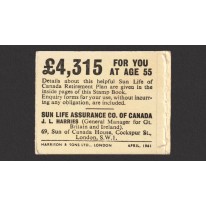 £4,315 FOR YOU
AT AGE 55
Details about this helpful Sun Life of
Canada Retirement Plan are given in the
inside pages of this Stamp Book.
Enquiry forms for your use, without incurring
any obligation, are included.
SUN LIFE ASSURANCE CO. OF CANADA
J. L. HARRIES (General Manager for Gt.
Britain and Ireland).
69, Sun of Canada House, Cockspur St.,
London, S.W.1.
HARRISON & SONS LTD., LONDON APRIL, 1941